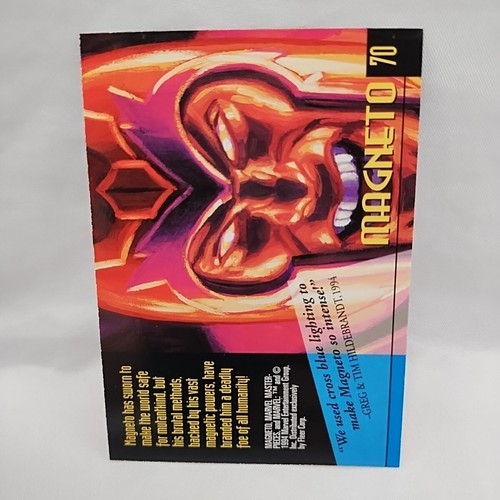 MAGNETO 70
"We used cross blue lighting to
make Magneto so intense!"
–GREG & TIM HILDEBRANDT, 1994
Magneto has sworn to
make the world safe
for mutantkind, but
his brutal methods,
backed by his vast
magnetic powers, have
branded him a deadly
foe of all humanity!
MAGNETO, MARVEL MASTER-
PIECES, and MARVEL: ™ and ©
1994 Marvel Entertainment Group,
Inc. Distributed exclusively
by Fleer Corp.